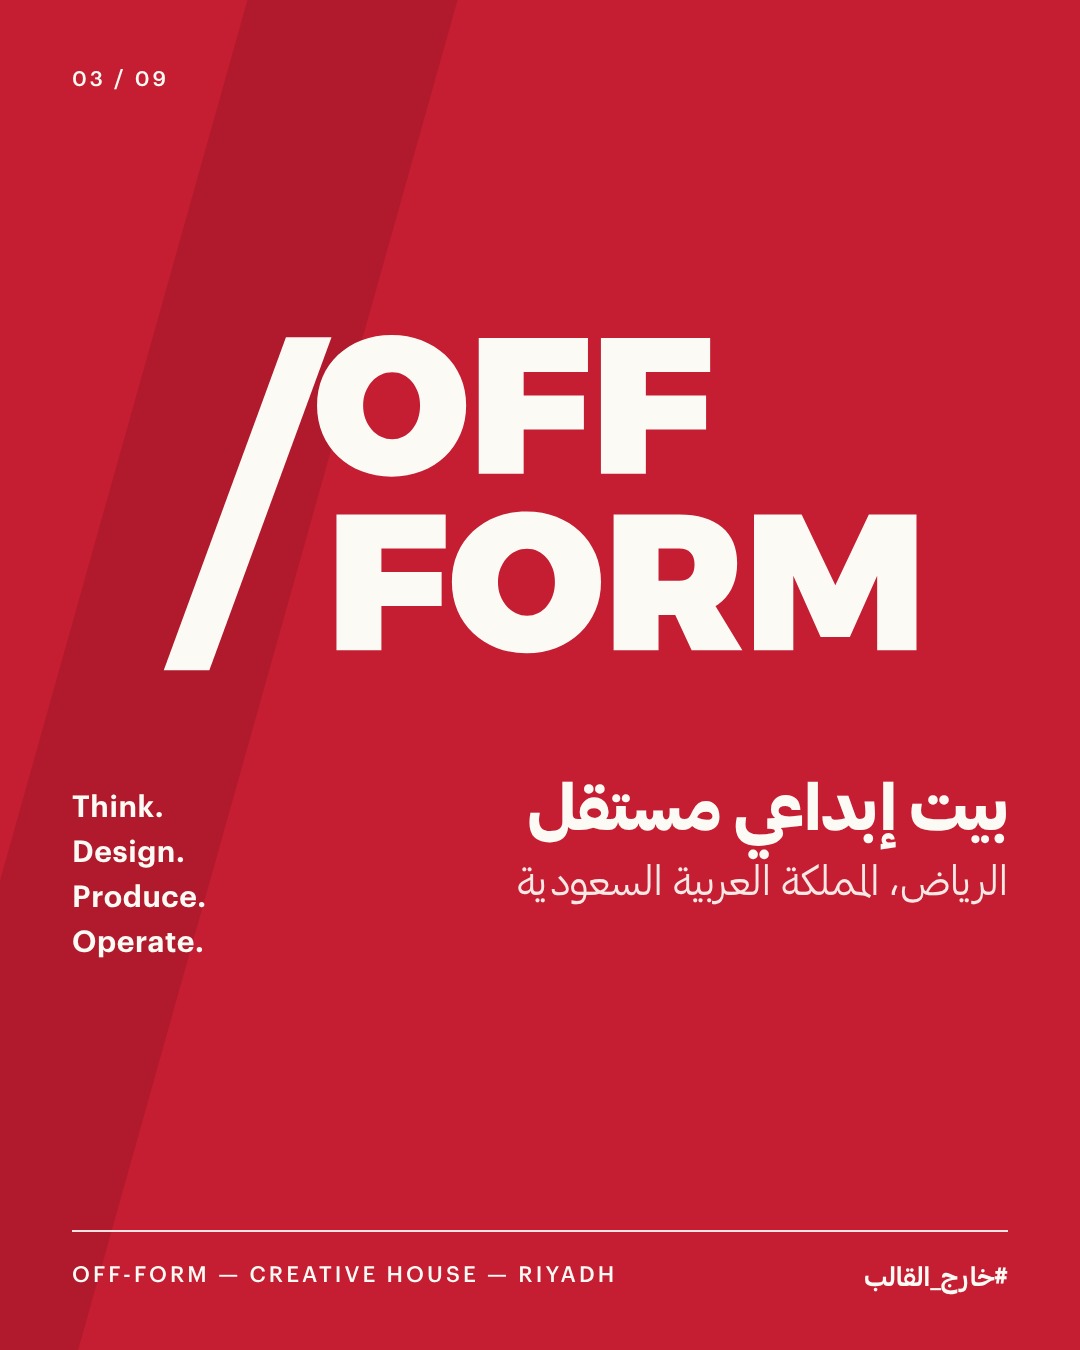 03 / 09
/OFF
FORM
Think.
Design.
Produce.
Operate.
بيت إبداعي مستقل
الرياض، المملكة العربية السعودية
OFF-FORM — CREATIVE HOUSE — RIYADH
#خارج_القالب